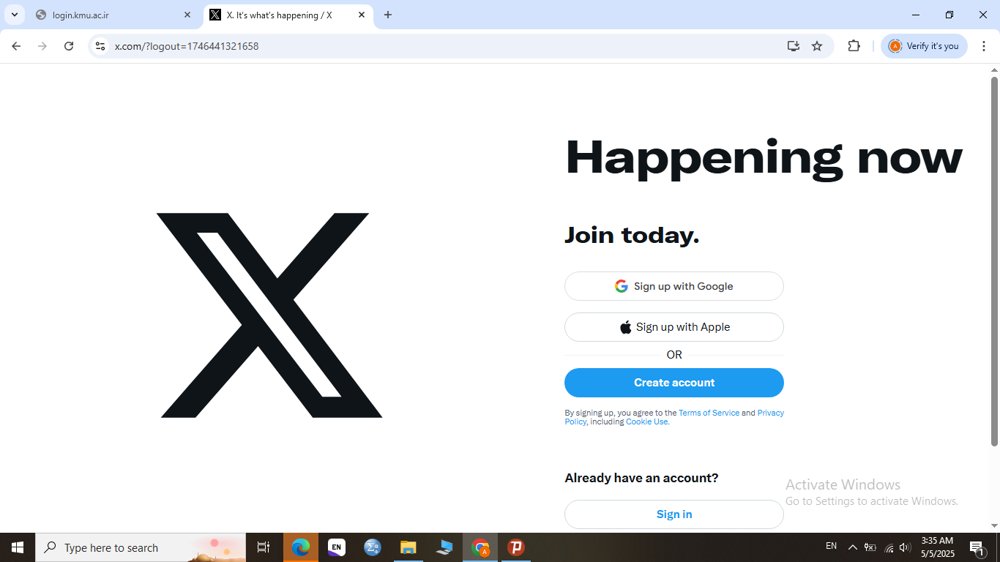 login.kmu.ac.ir
X. It's what's happening / X
x.com/?logout=1746441321658
A
Verify it's you
Happening now
Join today.
Sign up with Google
Sign up with Apple
OR
Create account
By signing up, you agree to the Terms of Service and Privacy
Policy, including Cookie Use.
Already have an account?
Sign in
Activate Windows
Go to Settings to activate Windows.
Type here to search
EN
A
EN
3:35 AM
5/5/2025
1